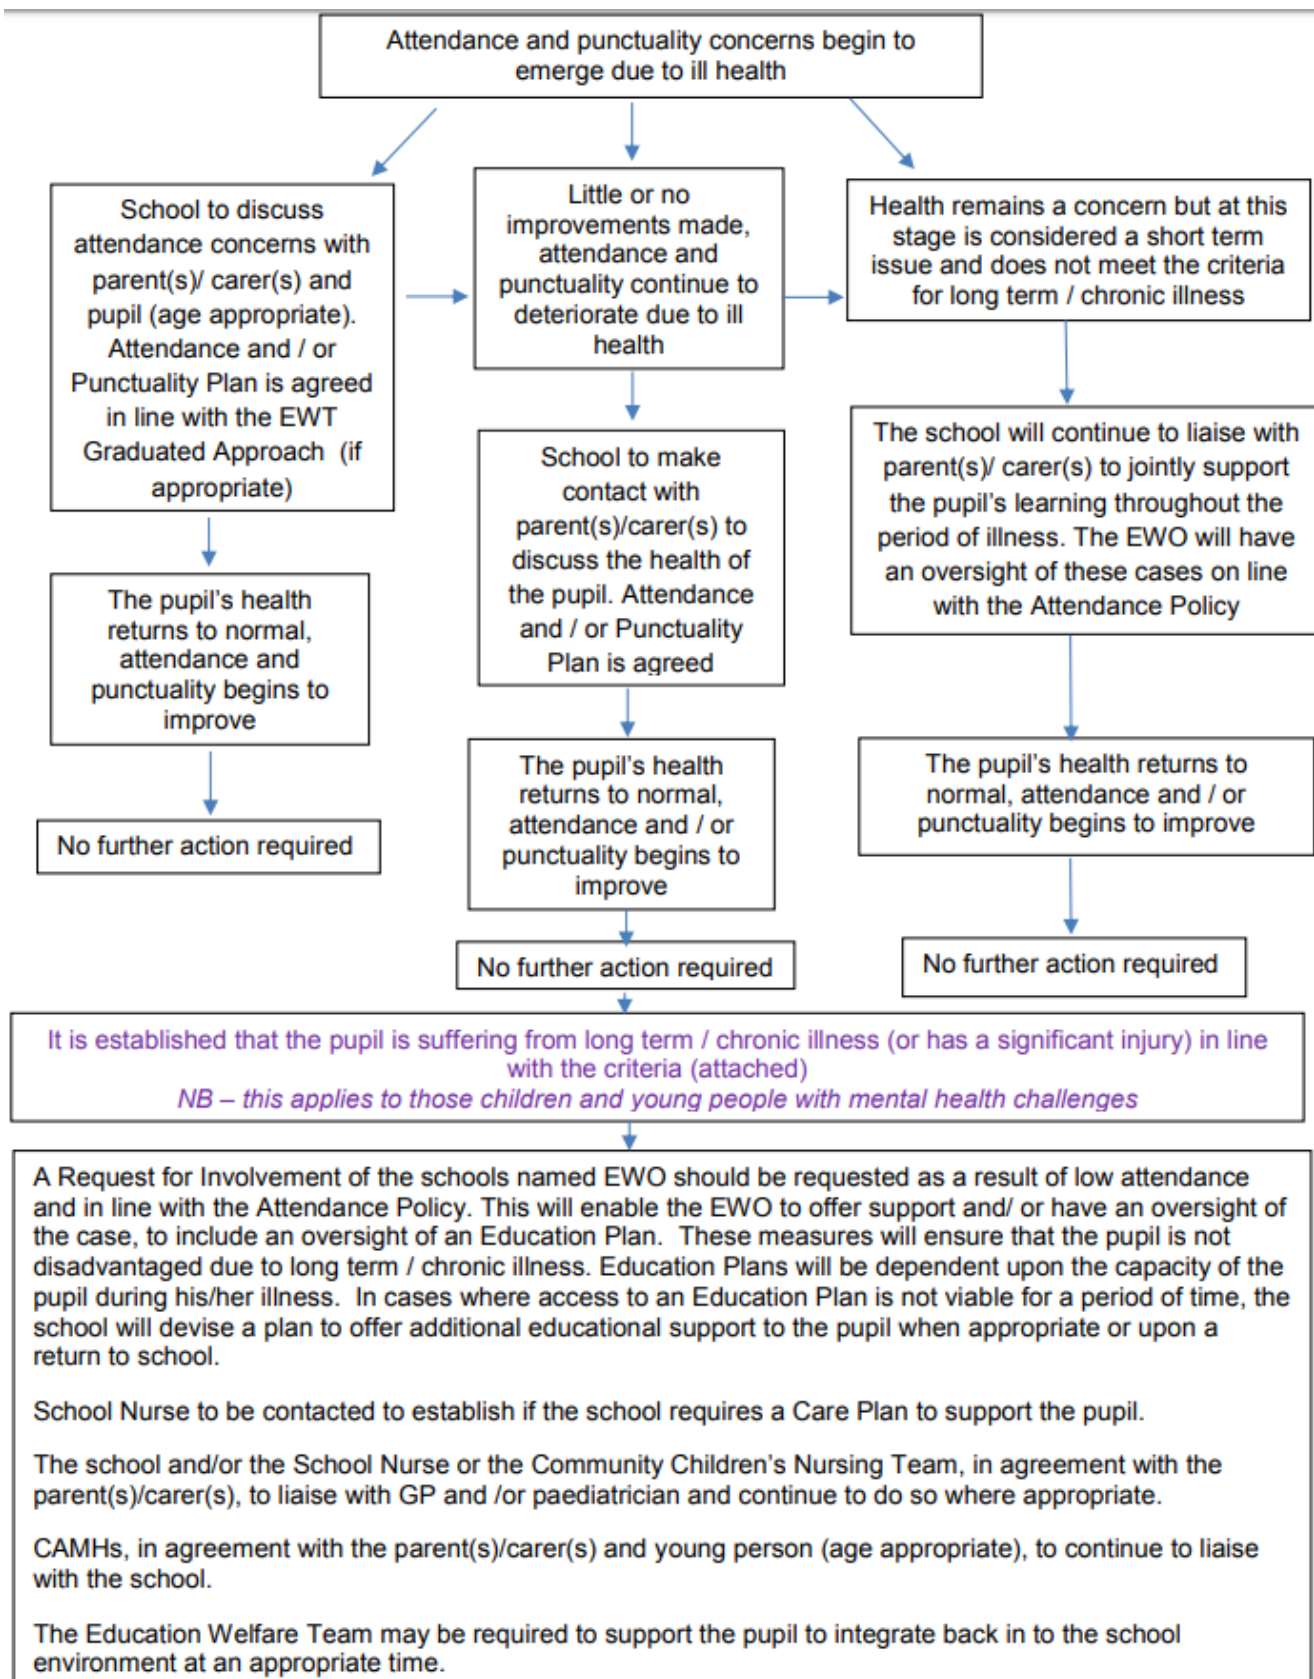 Attendance and punctuality concerns begin to
emerge due to ill health
School to discuss
attendance concerns with
parent(s)/ carer(s) and
pupil (age appropriate).
Attendance and / or
Punctuality Plan is agreed
in line with the EWT
Graduated Approach (if
appropriate)
The pupil's health
returns to normal,
attendance and
punctuality begins to
improve
No further action required
Little or no
improvements made,
attendance and
punctuality continue to
deteriorate due to ill
health
School to make
contact with
parent(s)/carer(s) to
discuss the health of
the pupil. Attendance
and / or Punctuality
Plan is agreed
The pupil's health
returns to normal,
attendance and / or
punctuality begins to
improve
No further action required
Health remains a concern but at this
stage is considered a short term
issue and does not meet the criteria
for long term / chronic illness
The school will continue to liaise with
parent(s)/ carer(s) to jointly support
the pupil's learning throughout the
period of illness. The EWO will have
an oversight of these cases on line
with the Attendance Policy
The pupil's health returns to
normal, attendance and / or
punctuality begins to improve
No further action required
It is established that the pupil is suffering from long term / chronic illness (or has a significant injury) in line
with the criteria (attached)
NB – this applies to those children and young people with mental health challenges
A Request for Involvement of the schools named EWO should be requested as a result of low attendance
and in line with the Attendance Policy. This will enable the EWO to offer support and/ or have an oversight of
the case, to include an oversight of an Education Plan. These measures will ensure that the pupil is not
disadvantaged due to long term / chronic illness. Education Plans will be dependent upon the capacity of the
pupil during his/her illness. In cases where access to an Education Plan is not viable for a period of time, the
school will devise a plan to offer additional educational support to the pupil when appropriate or upon a
return to school.
School Nurse to be contacted to establish if the school requires a Care Plan to support the pupil.
The school and/or the School Nurse or the Community Children's Nursing Team, in agreement with the
parent(s)/carer(s), to liaise with GP and /or paediatrician and continue to do so where appropriate.
CAMHs, in agreement with the parent(s)/carer(s) and young person (age appropriate), to continue to liaise
with the school.
The Education Welfare Team may be required to support the pupil to integrate back in to the school
environment at an appropriate time.